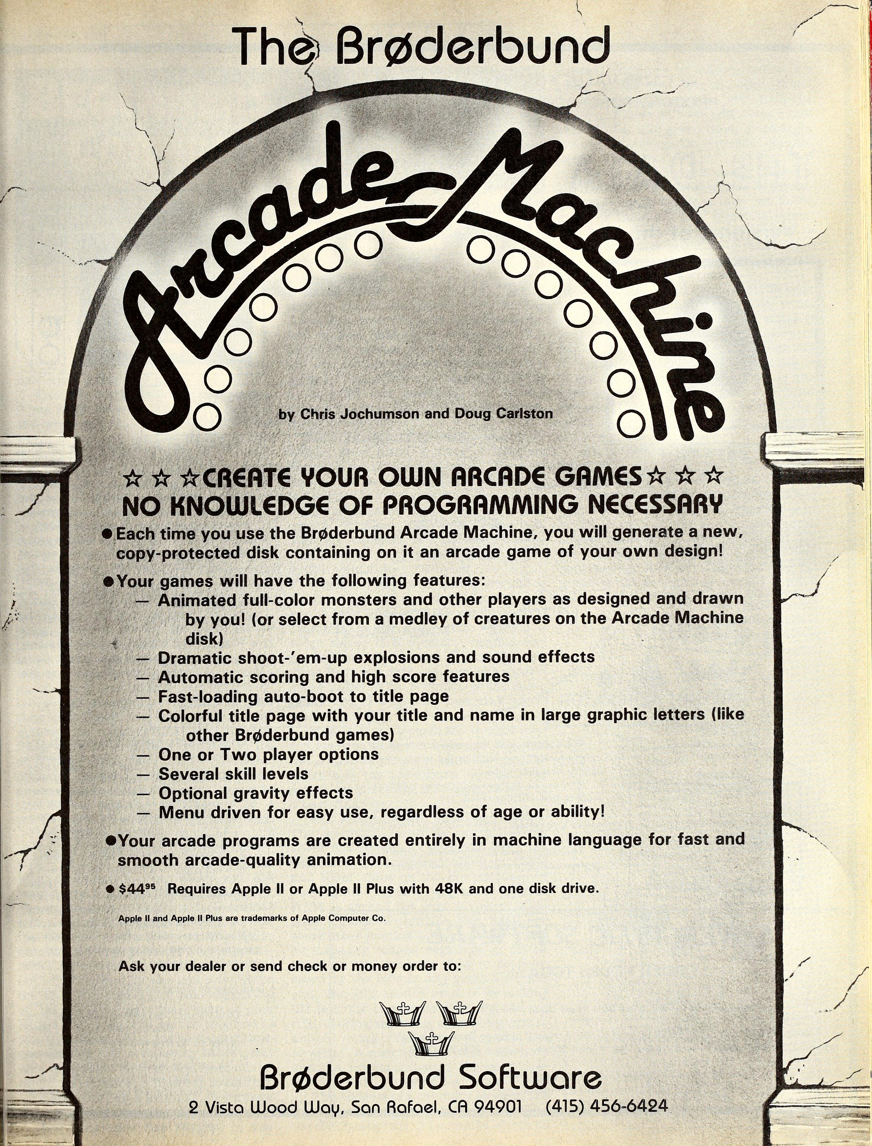 The Brøderbund
Arcade Machine
by Chris Jochumson and Doug Carlston
☆ ☆ ☆CREATE YOUR OWN ARCADE GAMES☆ ☆ ☆
NO KNOWLEDGE OF PROGRAMMING NECESSARY
●Each time you use the Brøderbund Arcade Machine, you will generate a new,
copy-protected disk containing on it an arcade game of your own design!
●Your games will have the following features:
— Animated full-color monsters and other players as designed and drawn
by you! (or select from a medley of creatures on the Arcade Machine
disk)
— Dramatic shoot-'em-up explosions and sound effects
— Automatic scoring and high score features
— Fast-loading auto-boot to title page
— Colorful title page with your title and name in large graphic letters (like
other Brøderbund games)
— One or Two player options
— Several skill levels
— Optional gravity effects
— Menu driven for easy use, regardless of age or ability!
●Your arcade programs are created entirely in machine language for fast and
smooth arcade-quality animation.
● $44⁹⁵ Requires Apple II or Apple II Plus with 48K and one disk drive.
Apple II and Apple II Plus are trademarks of Apple Computer Co.
Ask your dealer or send check or money order to:
Brøderbund Software
2 Vista Wood Way, San Rafael, CA 94901 (415) 456-6424